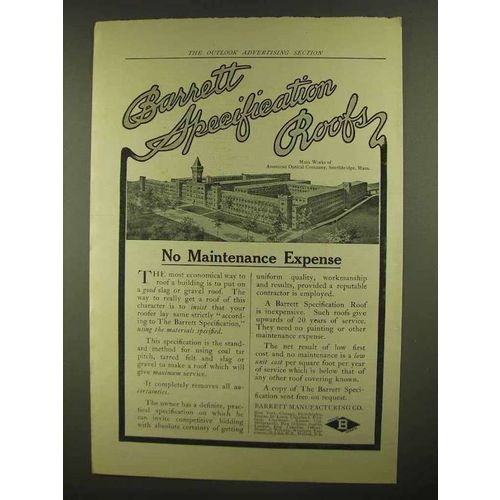 THE OUTLOOK ADVERTISING SECTION
Barrett
Specification
Roofs
Main Works of
American Optical Company, Southbridge, Mass.
No Maintenance Expense
THE most economical way to
roof a building is to put on
a good slag or gravel roof. The
way to really get a roof of this
character is to insist that your
roofer lay same strictly "accord-
ing to The Barrett Specification,"
using the materials specified.
This specification is the stand-
ard method for using coal tar
pitch, tarred felt and slag or
gravel to make a roof which will
give maximum service.
It completely removes all un-
certainties.
The owner has a definite, prac-
tical specification on which he
can invite competitive bidding
with absolute certainty of getting
uniform quality, workmanship
and results, provided a reputable
contractor is employed.
A Barrett Specification Roof
is inexpensive. Such roofs give
upwards of 20 years of service.
They need no painting or other
maintenance expense.
The net result of low first
cost and no maintenance is a low
unit cost per square foot per year
of service which is below that of
any other roof covering known.
A copy of The Barrett Speci-
fication sent free on request.
BARRETT MANUFACTURING CO.
New York, Chicago, Philadelphia,
B